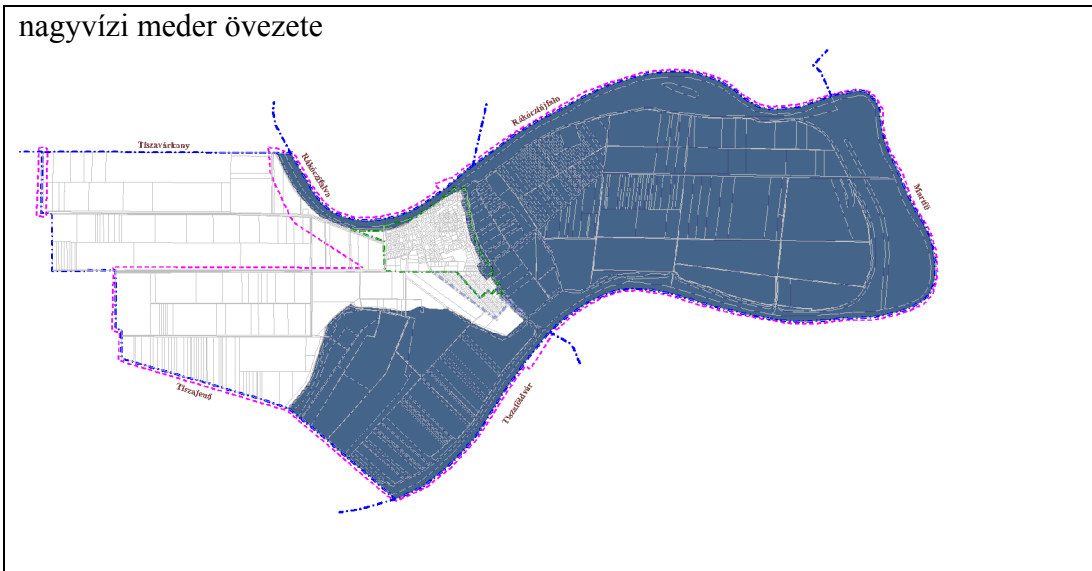 nagyvízi meder övezete
Tiszavárkony
Rákóczifalva
Rákócziújfalu
Martfű
Tiszajenő
Tiszaföldvár